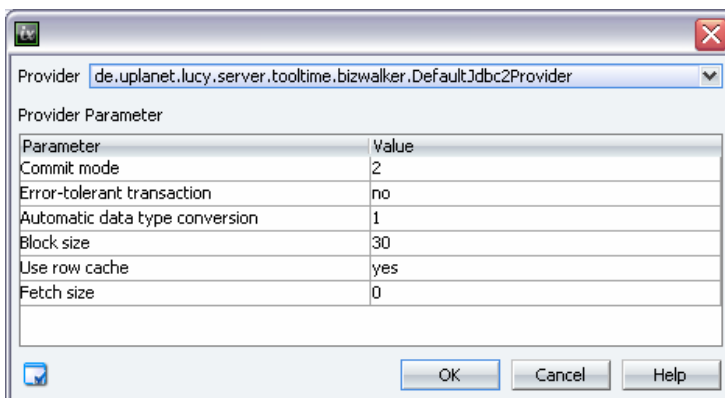 ix
Provider de.uplanet.lucy.server.tooltime.bizwalker.DefaultJdbc2Provider
Provider Parameter
Parameter Value
Commit mode 2
Error-tolerant transaction no
Automatic data type conversion 1
Block size 30
Use row cache yes
Fetch size 0
OK Cancel Help